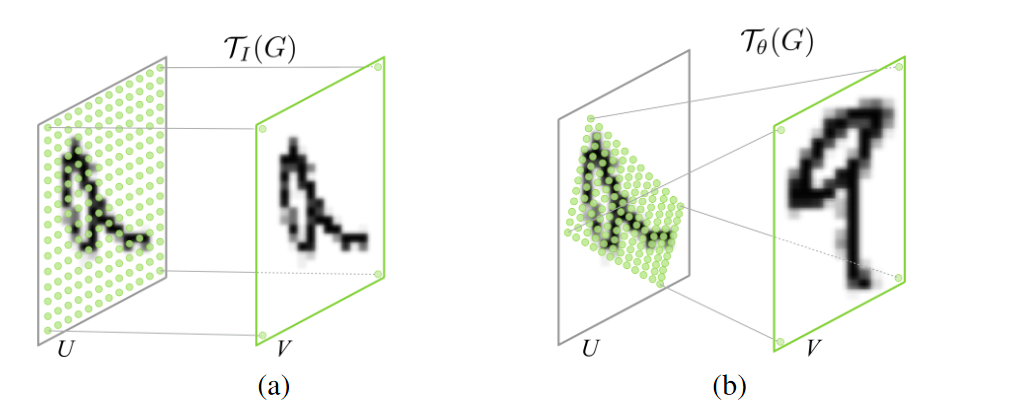 𝒯_I(G)
𝒯_θ(G)
U
V
U
V
(a)
(b)